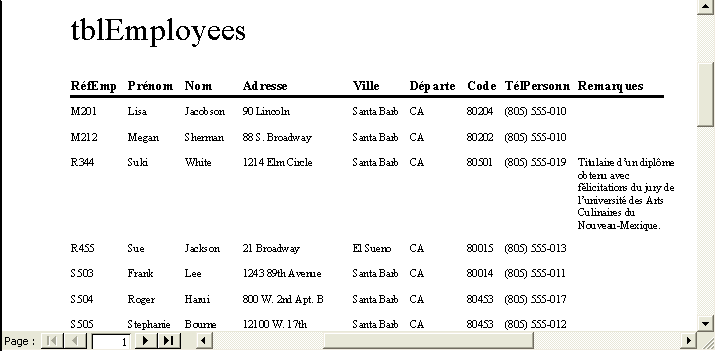 tblEmployees
RéfEmp Prénom Nom Adresse Ville Départe Code TélPersonn Remarques
M201 Lisa Jacobson 90 Lincoln Santa Barb CA 80204 (805) 555-010
M212 Megan Sherman 88 S. Broadway Santa Barb CA 80202 (805) 555-010
R344 Suki White 1214 Elm Circle Santa Barb CA 80501 (805) 555-019 Titulaire d'un diplôme
obtenu avec
félicitations du jury de
l'université des Arts
Culinaires du
Nouveau-Mexique.
R455 Sue Jackson 21 Broadway El Sueno CA 80015 (805) 555-013
S503 Frank Lee 1243 89th Avenue Santa Barb CA 80014 (805) 555-011
S504 Roger Harui 800 W. 2nd Apt. B Santa Barb CA 80453 (805) 555-017
S505 Stephanie Bourne 12100 W. 17th Santa Barb CA 80453 (805) 555-012
Page : 1